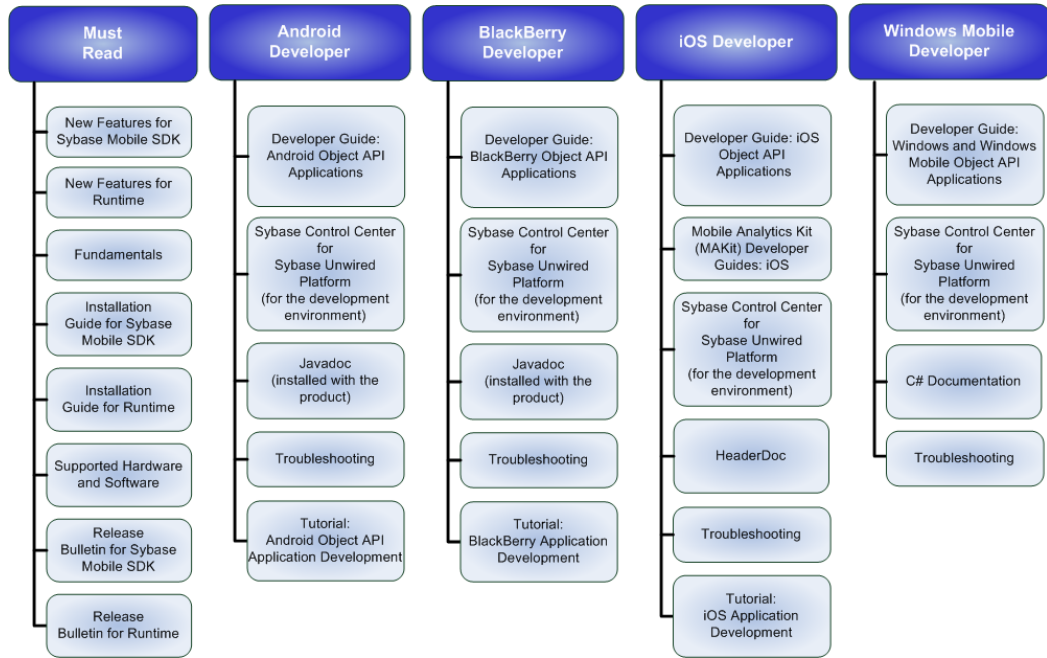 Must
Read
New Features for
Sybase Mobile SDK
New Features for
Runtime
Fundamentals
Installation
Guide for Sybase
Mobile SDK
Installation
Guide for Runtime
Supported Hardware
and Software
Release
Bulletin for Sybase
Mobile SDK
Release
Bulletin for Runtime
Android
Developer
Developer Guide:
Android Object API
Applications
Sybase Control Center
for
Sybase Unwired
Platform
(for the development
environment)
Javadoc
(installed with the
product)
Troubleshooting
Tutorial:
Android Object API
Application Development
BlackBerry
Developer
Developer Guide:
BlackBerry Object API
Applications
Sybase Control Center
for
Sybase Unwired
Platform
(for the development
environment)
Javadoc
(installed with the
product)
Troubleshooting
Tutorial:
BlackBerry Application
Development
iOS Developer
Developer Guide: iOS
Object API
Applications
Mobile Analytics Kit
(MAKit) Developer
Guides: iOS
Sybase Control Center
for
Sybase Unwired
Platform
(for the development
environment)
HeaderDoc
Troubleshooting
Tutorial:
iOS Application
Development
Windows Mobile
Developer
Developer Guide:
Windows and Windows
Mobile Object API
Applications
Sybase Control Center
for
Sybase Unwired
Platform
(for the development
environment)
C# Documentation
Troubleshooting